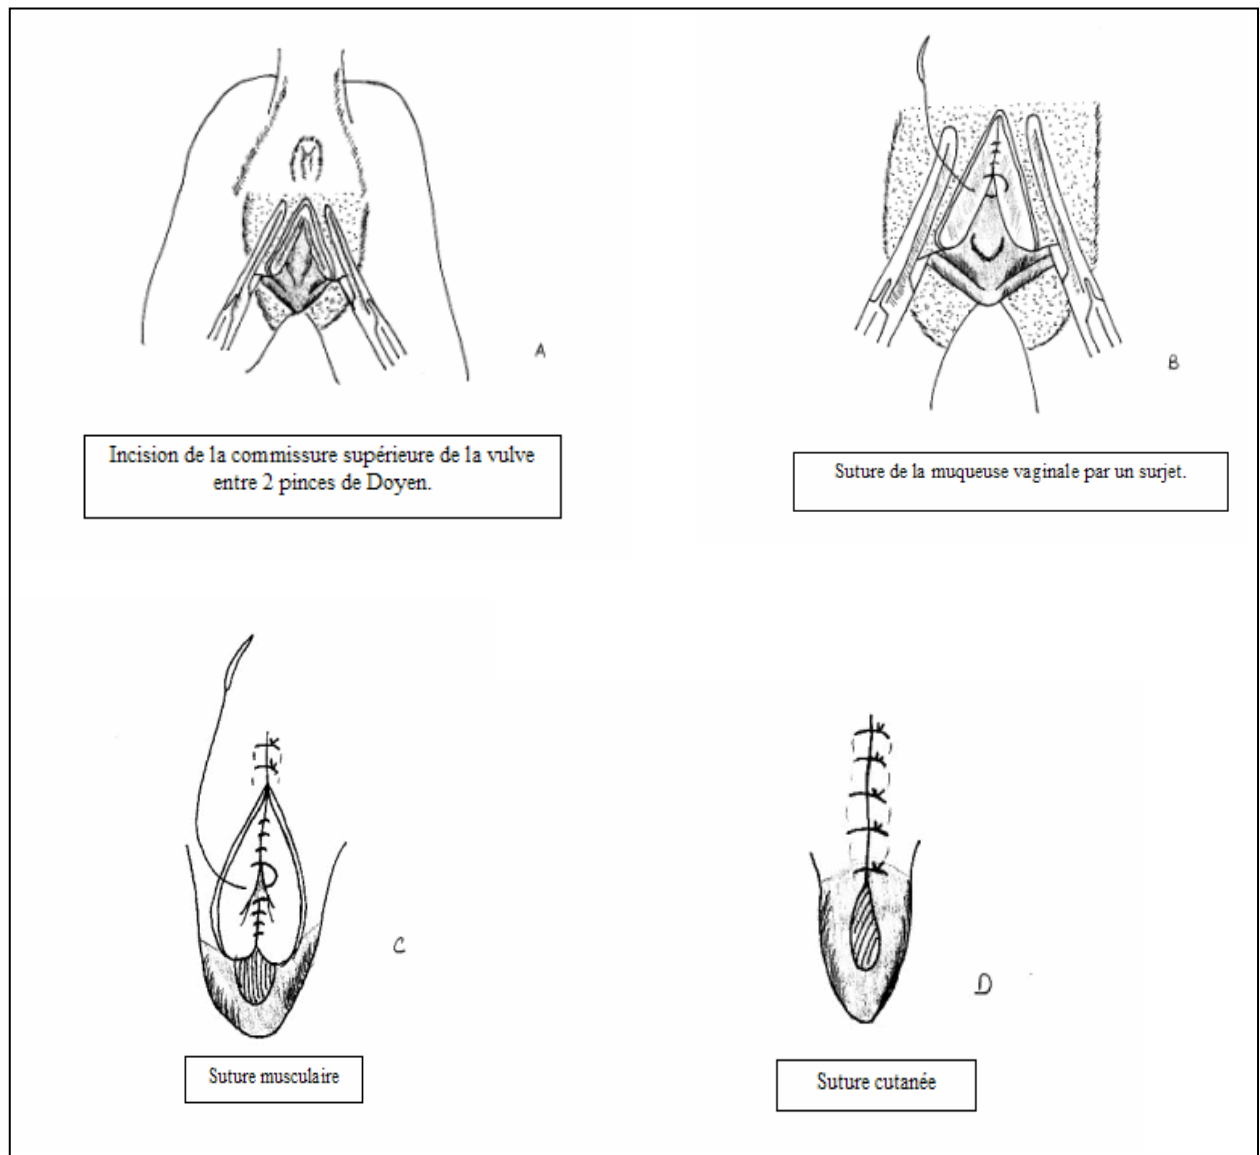 A
B
Incision de la commissure supérieure de la vulve
entre 2 pinces de Doyen.
Suture de la muqueuse vaginale par un surjet.
C
D
Suture musculaire
Suture cutanée